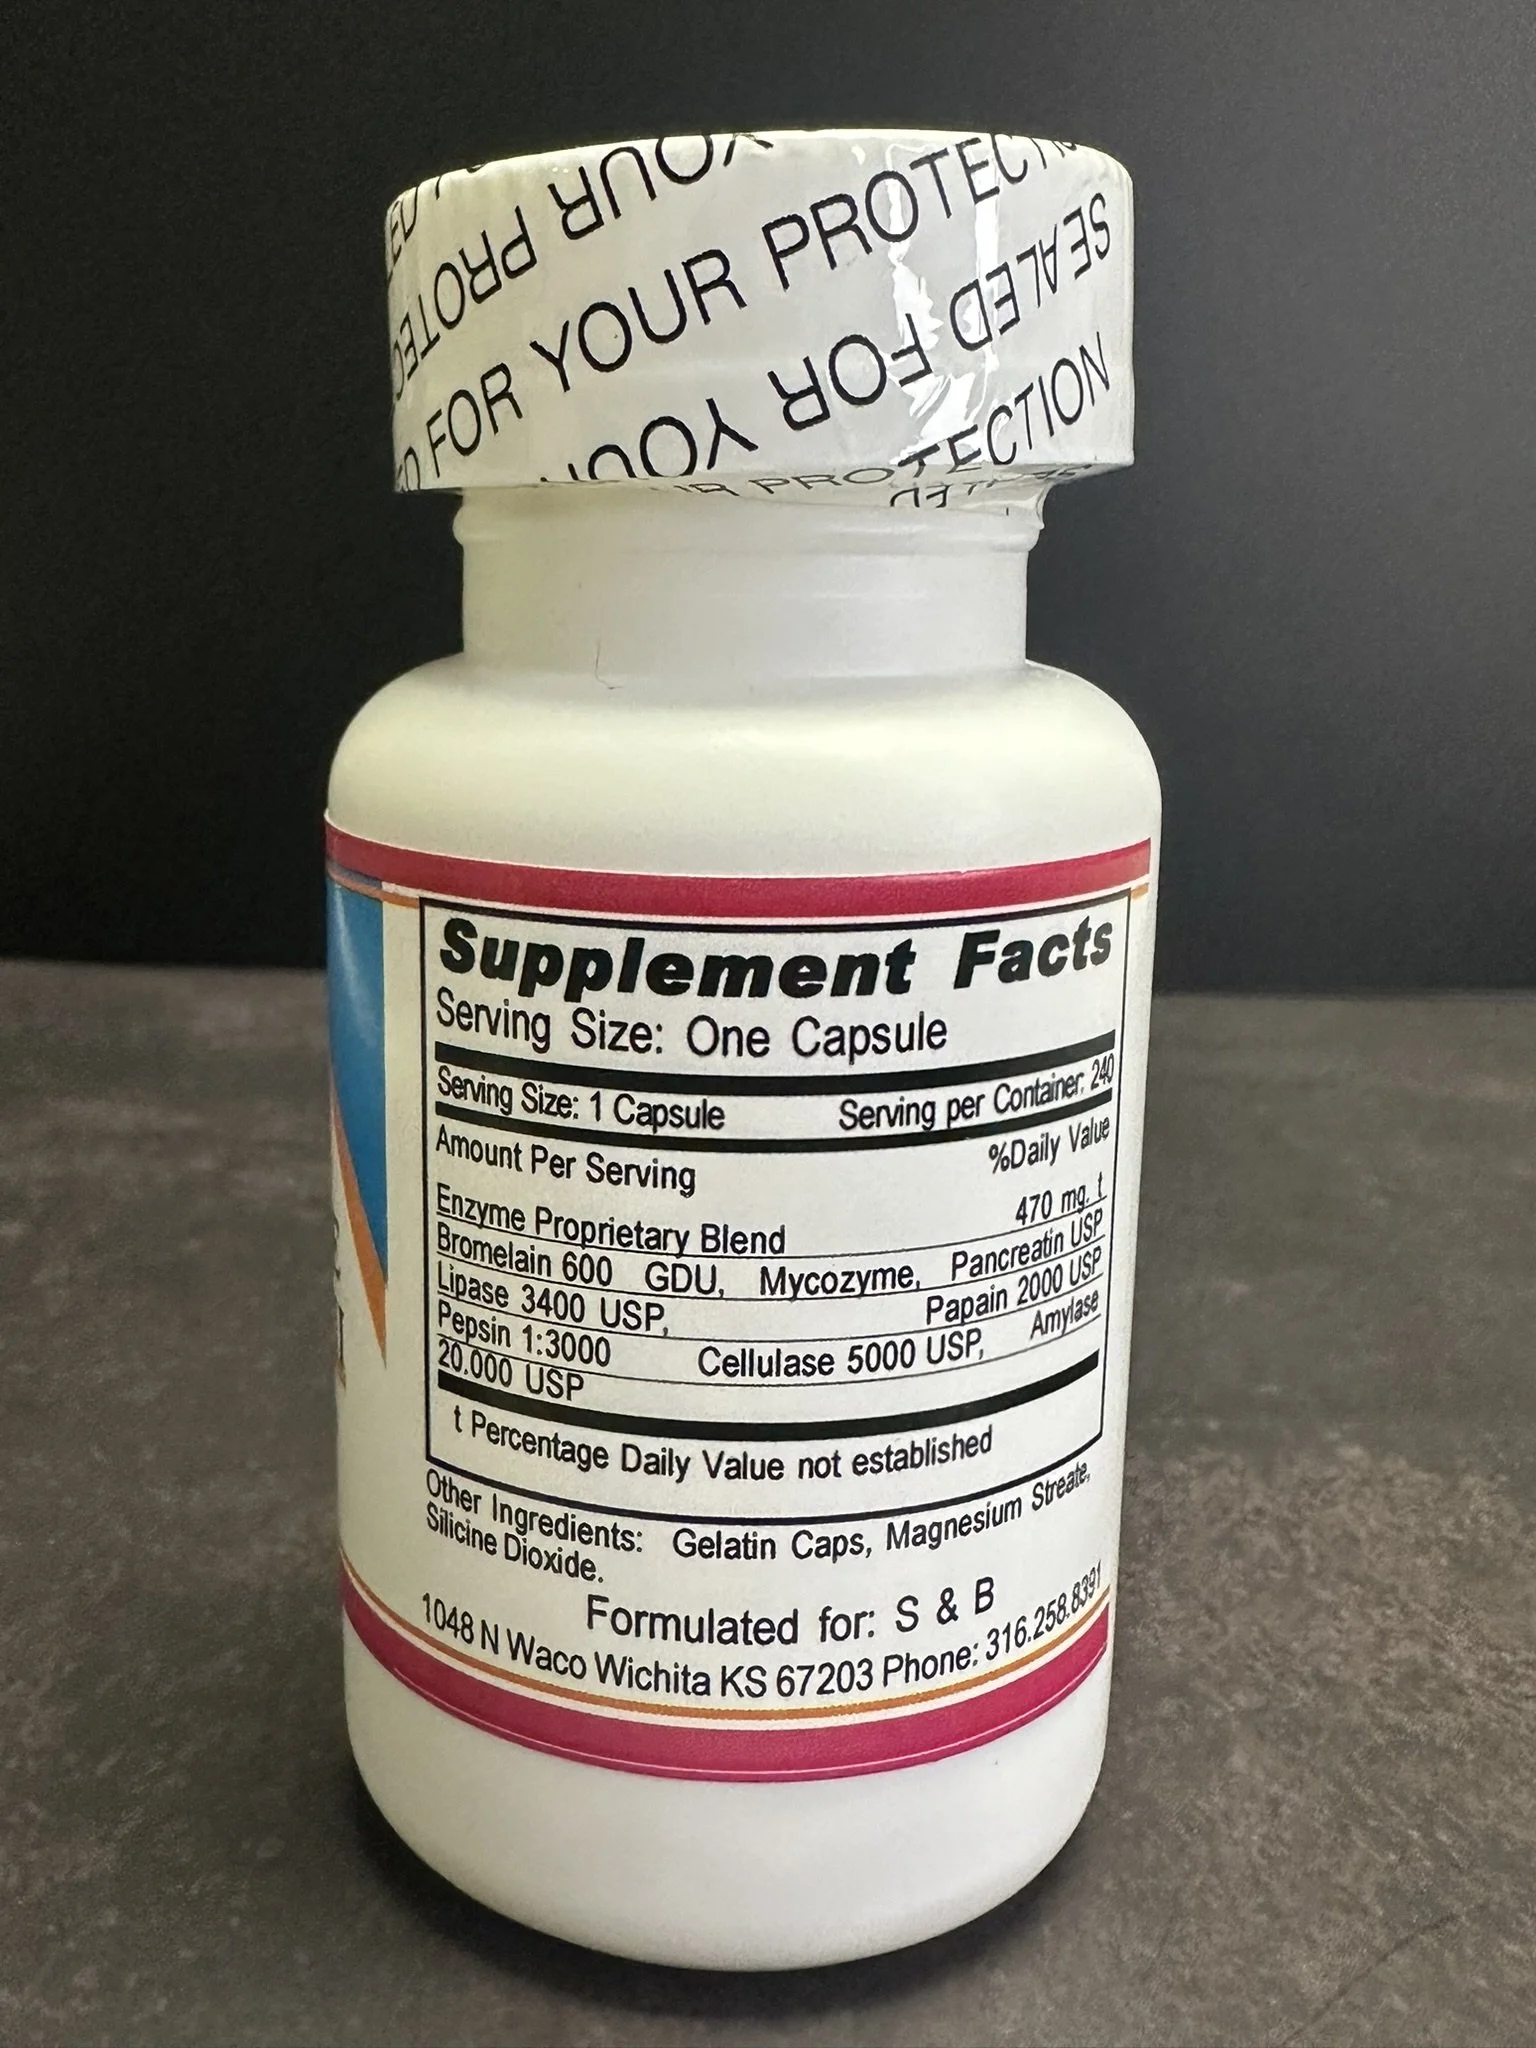 YOUR
PROTEC
FOR YOUR PROTECTION
SEALED FOR YOUR
PROTECTION
PROTECTION
Supplement Facts
Serving Size: One Capsule
Serving Size: 1 Capsule Serving per Container: 240
Amount Per Serving %Daily Value
Enzyme Proprietary Blend 470 mg. t
Bromelain 600 GDU, Mycozyme, Pancreatin USP
Lipase 3400 USP, Papain 2000 USP
Pepsin 1:3000 Cellulase 5000 USP, Amylase
20.000 USP
t Percentage Daily Value not established
Other Ingredients: Gelatin Caps, Magnesium Streate,
Silicine Dioxide.
Formulated for: S & B
1048 N Waco Wichita KS 67203 Phone: 316.258.8391